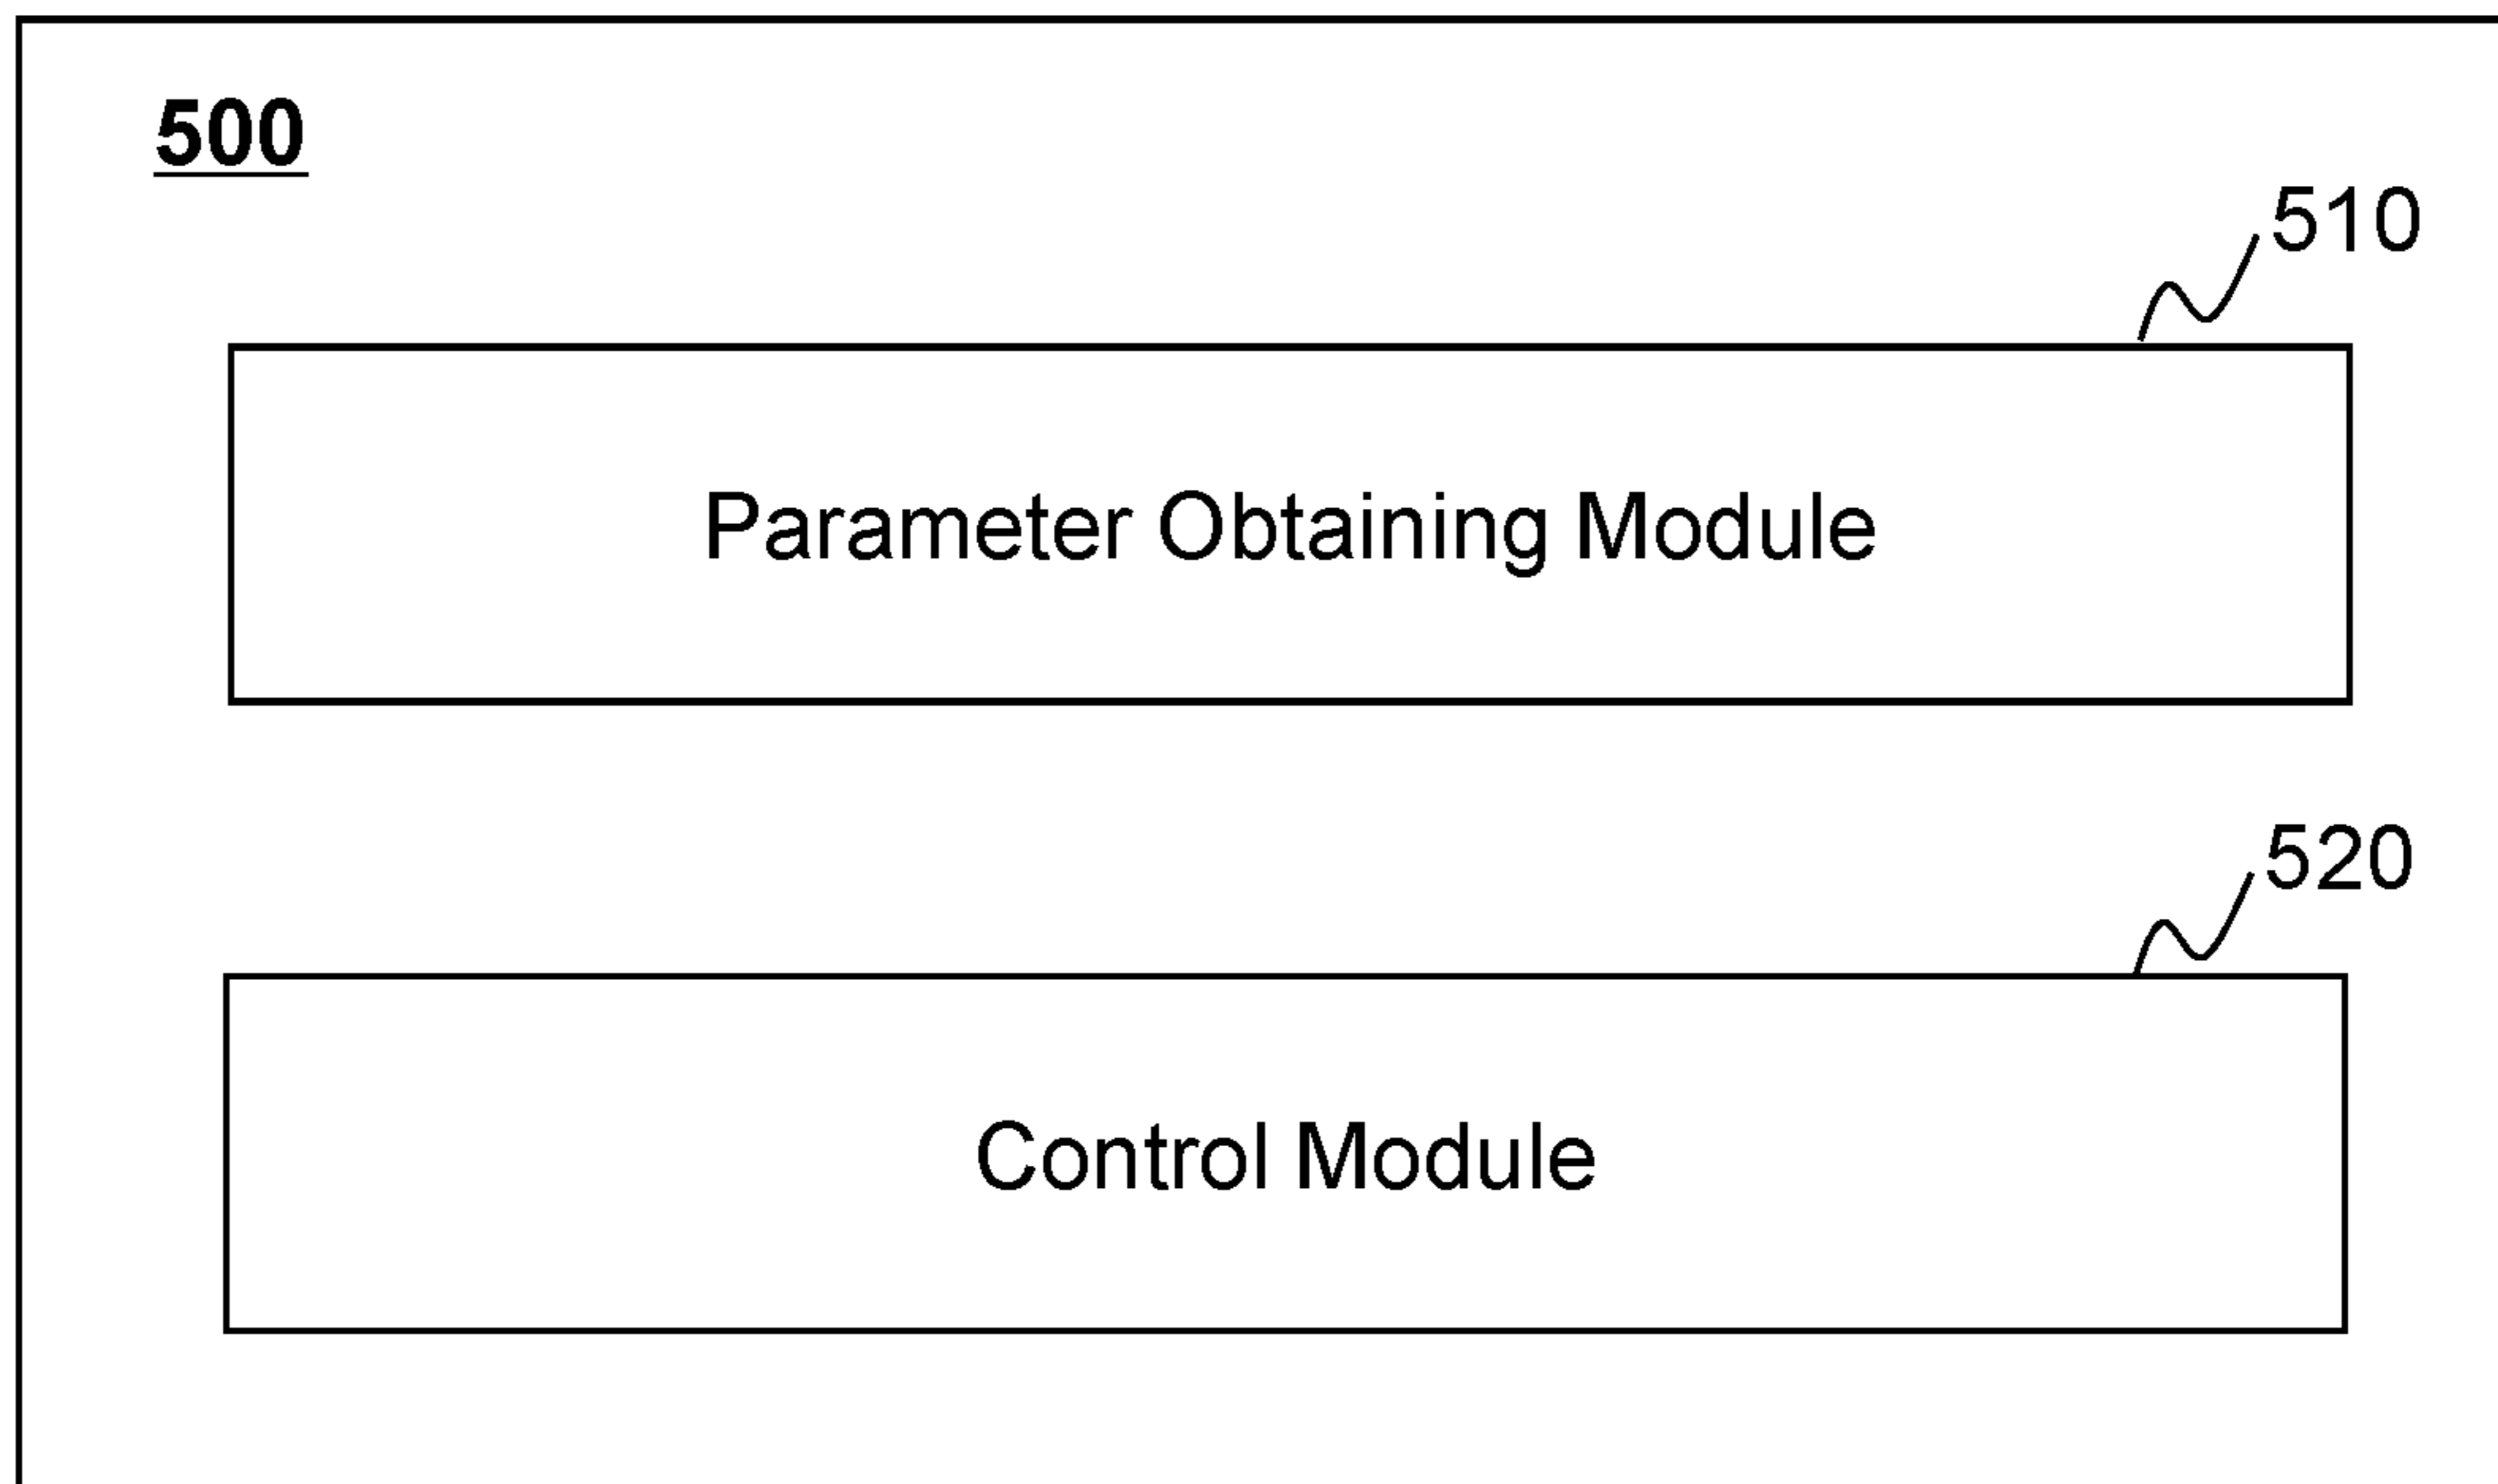 500
510
Parameter Obtaining Module
520
Control Module